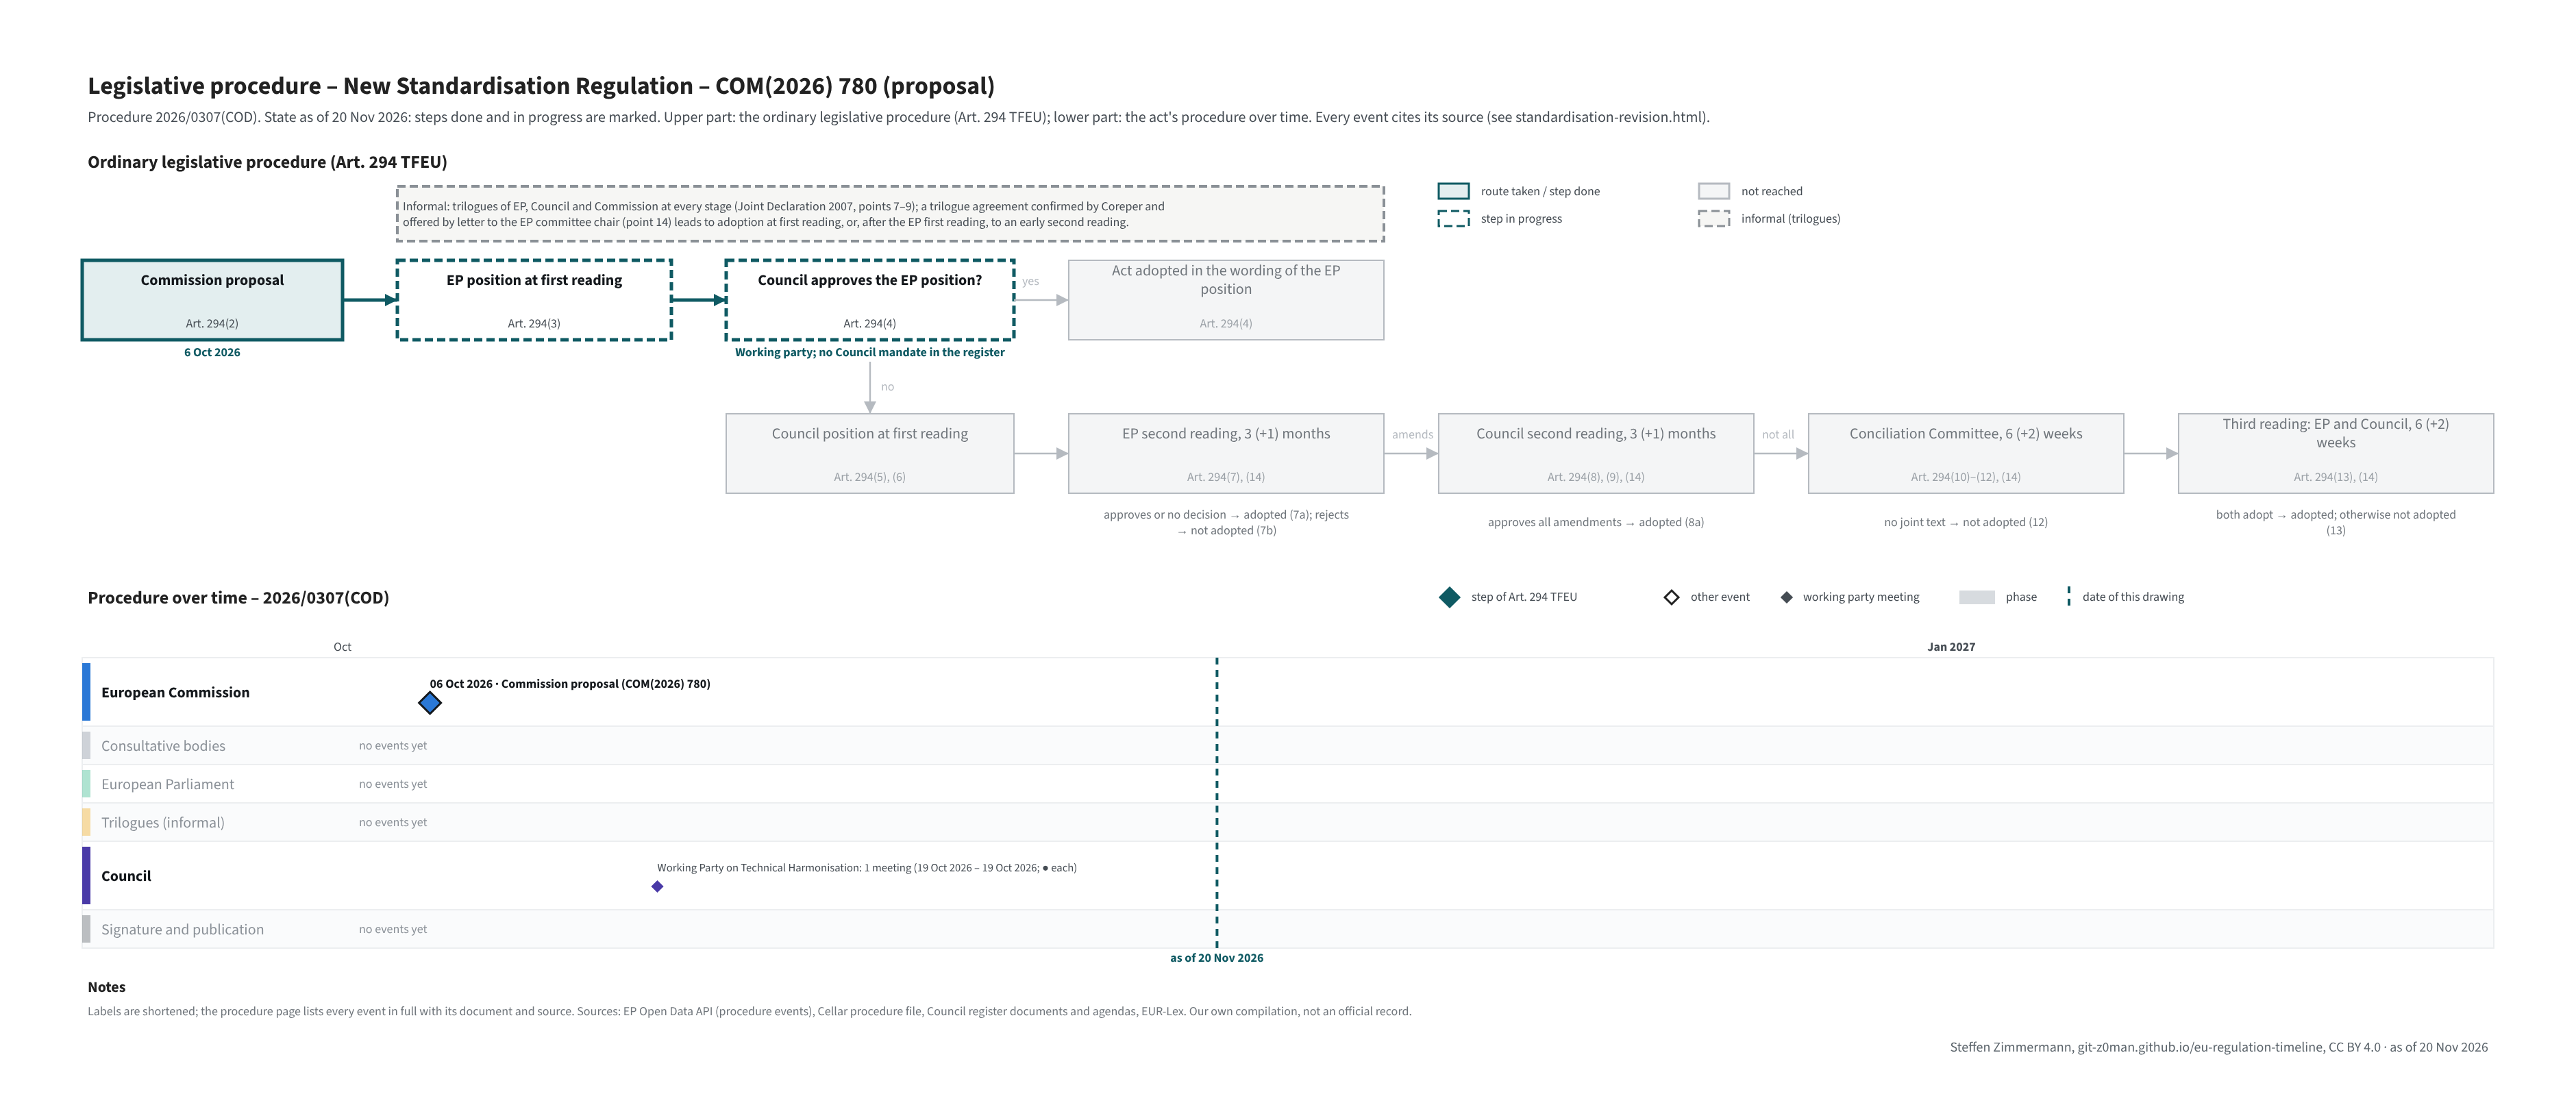 Legislative procedure – New Standardisation Regulation – COM(2026) 780 (proposal)
Procedure 2026/0307(COD). State as of 20 Nov 2026: steps done and in progress are marked. Upper part: the ordinary legislative procedure (Art. 294 TFEU); lower part: the act's procedure over time. Every event cites its source (see standardisation-revision.html).
Ordinary legislative procedure (Art. 294 TFEU)
Informal: trilogues of EP, Council and Commission at every stage (Joint Declaration 2007, points 7–9); a trilogue agreement confirmed by Coreper and
offered by letter to the EP committee chair (point 14) leads to adoption at first reading, or, after the EP first reading, to an early second reading.
route taken / step done
not reached
step in progress
informal (trilogues)
Commission proposal
Art. 294(2)
6 Oct 2026
EP position at first reading
Art. 294(3)
Council approves the EP position?
Art. 294(4)
Working party; no Council mandate in the register
yes
Act adopted in the wording of the EP
position
Art. 294(4)
no
Council position at first reading
Art. 294(5), (6)
EP second reading, 3 (+1) months
Art. 294(7), (14)
approves or no decision → adopted (7a); rejects
→ not adopted (7b)
amends
Council second reading, 3 (+1) months
Art. 294(8), (9), (14)
approves all amendments → adopted (8a)
not all
Conciliation Committee, 6 (+2) weeks
Art. 294(10)–(12), (14)
no joint text → not adopted (12)
Third reading: EP and Council, 6 (+2)
weeks
Art. 294(13), (14)
both adopt → adopted; otherwise not adopted
(13)
Procedure over time – 2026/0307(COD)
step of Art. 294 TFEU
other event
working party meeting
phase
date of this drawing
Oct
Jan 2027
European Commission
06 Oct 2026 · Commission proposal (COM(2026) 780)
Consultative bodies
no events yet
European Parliament
no events yet
Trilogues (informal)
no events yet
Council
Working Party on Technical Harmonisation: 1 meeting (19 Oct 2026 – 19 Oct 2026; ● each)
Signature and publication
no events yet
as of 20 Nov 2026
Notes
Labels are shortened; the procedure page lists every event in full with its document and source. Sources: EP Open Data API (procedure events), Cellar procedure file, Council register documents and agendas, EUR-Lex. Our own compilation, not an official record.
Steffen Zimmermann, git-z0man.github.io/eu-regulation-timeline, CC BY 4.0 · as of 20 Nov 2026